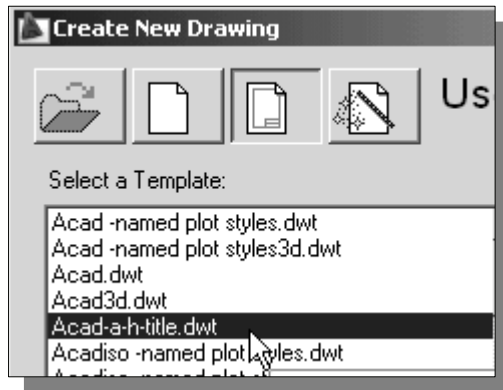 Create New Drawing
Us
Select a Template:
Acad -named plot styles.dwt
Acad -named plot styles3d.dwt
Acad.dwt
Acad3d.dwt
Acad-a-h-title.dwt
Acadiso -named plot styles.dwt